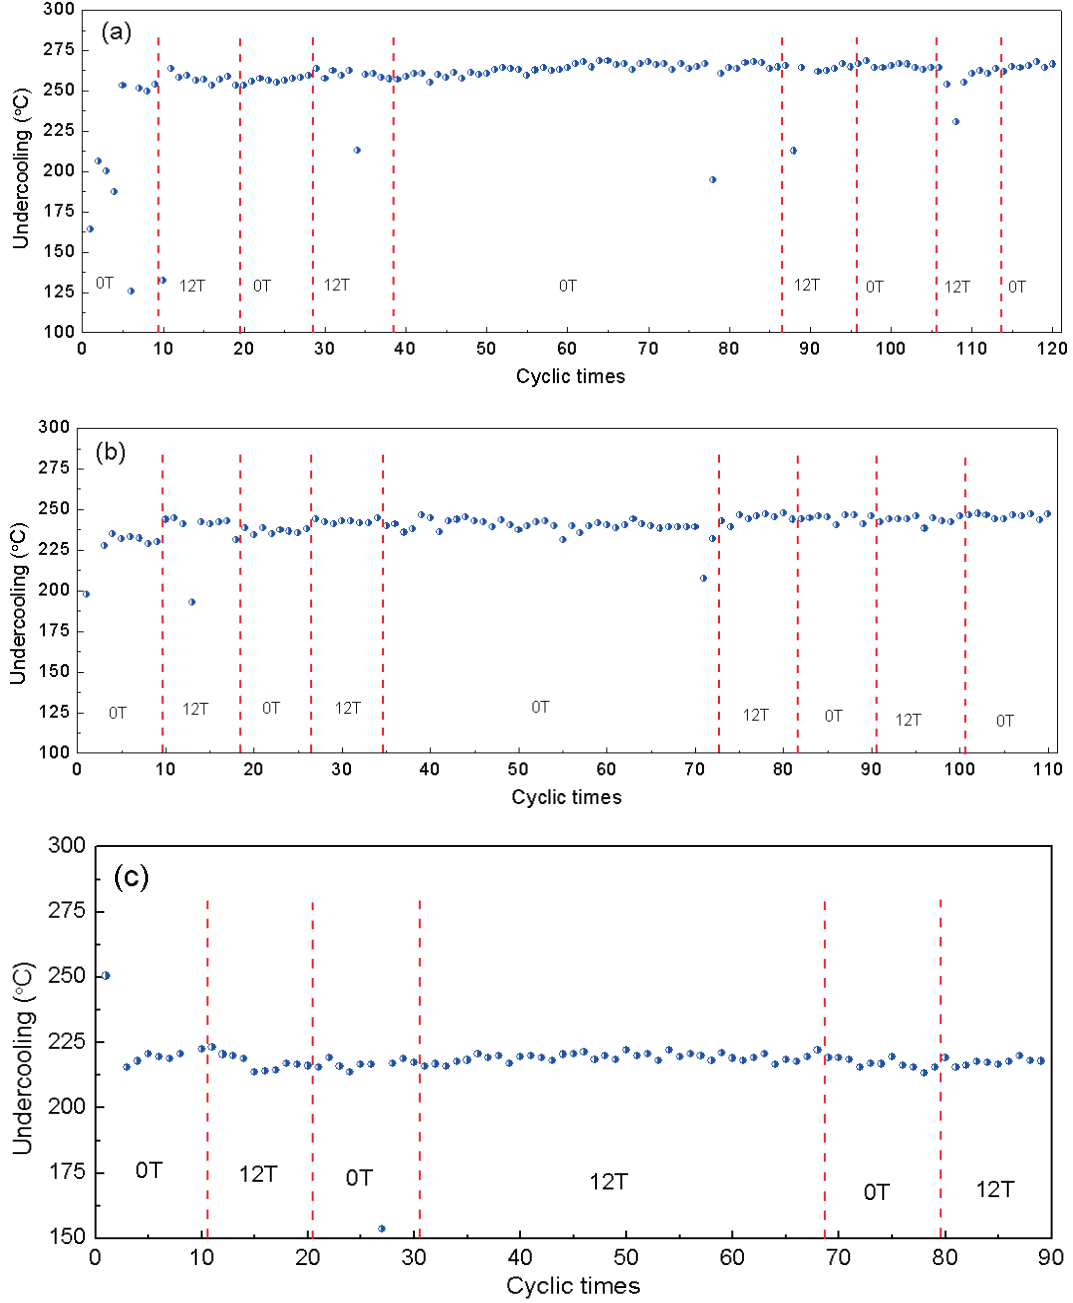 (a)
Undercooling (°C)
300
275
250
225
200
175
150
125
100
0T 12T 0T 12T 0T 12T 0T 12T 0T
0 10 20 30 40 50 60 70 80 90 100 110 120
Cyclic times
(b)
Undercooling (°C)
300
275
250
225
200
175
150
125
100
0T 12T 0T 12T 0T 12T 0T 12T 0T
0 10 20 30 40 50 60 70 80 90 100 110
Cyclic times
(c)
Undercooling (°C)
300
275
250
225
200
175
150
0T 12T 0T 12T 0T 12T
0 10 20 30 40 50 60 70 80 90
Cyclic times